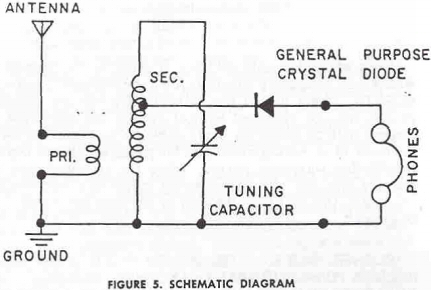 ANTENNA
SEC.
GENERAL PURPOSE
CRYSTAL DIODE
PRI.
PHONES
TUNING
CAPACITOR
GROUND
FIGURE 5. SCHEMATIC DIAGRAM